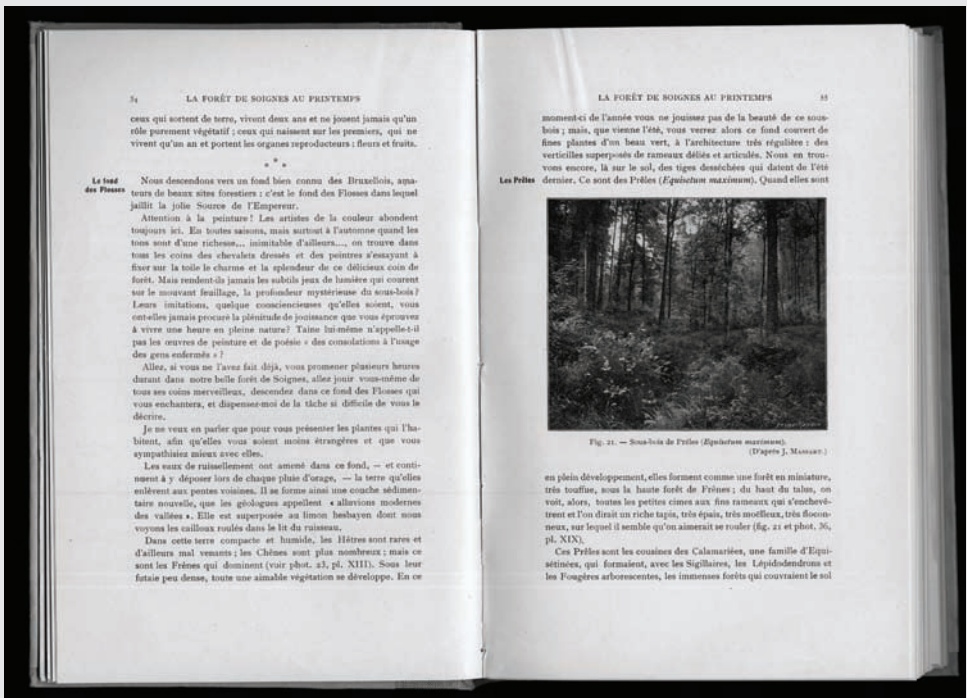 54
LA FORÊT DE SOIGNES AU PRINTEMPS
ceux qui sortent de terre, vivent deux ans et ne jouent jamais qu'un
rôle purement végétatif ; ceux qui naissent sur les premiers, qui ne
vivent qu'un an et portent les organes reproducteurs : fleurs et fruits.
* * *
Le fond
des Flosses
Nous descendons vers un fond bien connu des Bruxellois, ama-
teurs de beaux sites forestiers ; c'est le fond des Flosses dans lequel
jaillit la jolie Source de l'Empereur.
Attention à la peinture ! Les artistes de la couleur abondent
toujours ici. En toutes saisons, mais surtout à l'automne quand les
tons sont d'une richesse... inimitable d'ailleurs..., on trouve dans
tous les coins des chevalets dressés et des peintres s'essayant à
fixer sur la toile le charme et la splendeur de ce délicieux coin de
forêt. Mais rendent-ils jamais les subtils jeux de lumière qui courent
sur le mouvant feuillage, la profondeur mystérieuse du sous-bois ?
Leurs imitations, quelque consciencieuses qu'elles soient, vous
ont-elles jamais procuré la plénitude de jouissance que vous éprouvez
à vivre une heure en pleine nature ? Taine lui-même n'appelle-t-il
pas les œuvres de peinture et de poésie « des consolations à l'usage
des gens enfermés » ?
Allez, si vous ne l'avez fait déjà, vous promener plusieurs heures
durant dans notre belle forêt de Soignes, allez jouir vous-même de
tous ses coins merveilleux, descendez dans ce fond des Flosses qui
vous enchantera, et dispensez-moi de la tâche si difficile de vous le
décrire.
Je ne veux en parler que pour vous présenter les plantes qui l'ha-
bitent, afin qu'elles vous soient moins étrangères et que vous
sympathisiez mieux avec elles.
Les eaux de ruissellement ont amené dans ce fond, — et conti-
nuent à y déposer lors de chaque pluie d'orage, — la terre qu'elles
enlèvent aux pentes voisines. Il se forme ainsi une couche sédimen-
taire nouvelle, que les géologues appellent « alluvions modernes
des vallées ». Elle est superposée au limon hesbayen dont nous
voyons les cailloux roulés dans le lit du ruisseau.
Dans cette terre compacte et humide, les Hêtres sont rares et
d'ailleurs mal venants ; les Chênes sont plus nombreux ; mais ce
sont les Frênes qui dominent (voir phot. 23, pl. XIII). Sous leur
futaie peu dense, toute une aimable végétation se développe. En ce
LA FORÊT DE SOIGNES AU PRINTEMPS
55
moment-ci de l'année vous ne jouissez pas de la beauté de ce sous-
bois ; mais, que vienne l'été, vous verrez alors ce fond couvert de
fines plantes d'un beau vert, à l'architecture très régulière : des
verticilles superposés de rameaux déliés et articulés. Nous en trou-
vons encore, là sur le sol, des tiges desséchées qui datent de l'été
Les Prêles
dernier. Ce sont des Prêles (Equisetum maximum). Quand elles sont
Fig. 21. — Sous-bois de Prêles (Equisetum maximum).
(D'après J. MASSART.)
en plein développement, elles forment comme une forêt en miniature,
très touffue, sous la haute forêt de Frênes ; du haut du talus, on
voit, alors, toutes les petites cimes aux fins rameaux qui s'enchevê-
trent et l'on dirait un riche tapis, très épais, très moëlleux, très flocon-
neux, sur lequel il semble qu'on aimerait se rouler (fig. 21 et phot. 36,
pl. XIX).
Ces Prêles sont les cousines des Calamariées, une famille d'Equi-
sétinées, qui formaient, avec les Sigillaires, les Lépidodendrons et
les Fougères arborescentes, les immenses forêts qui couvraient le sol